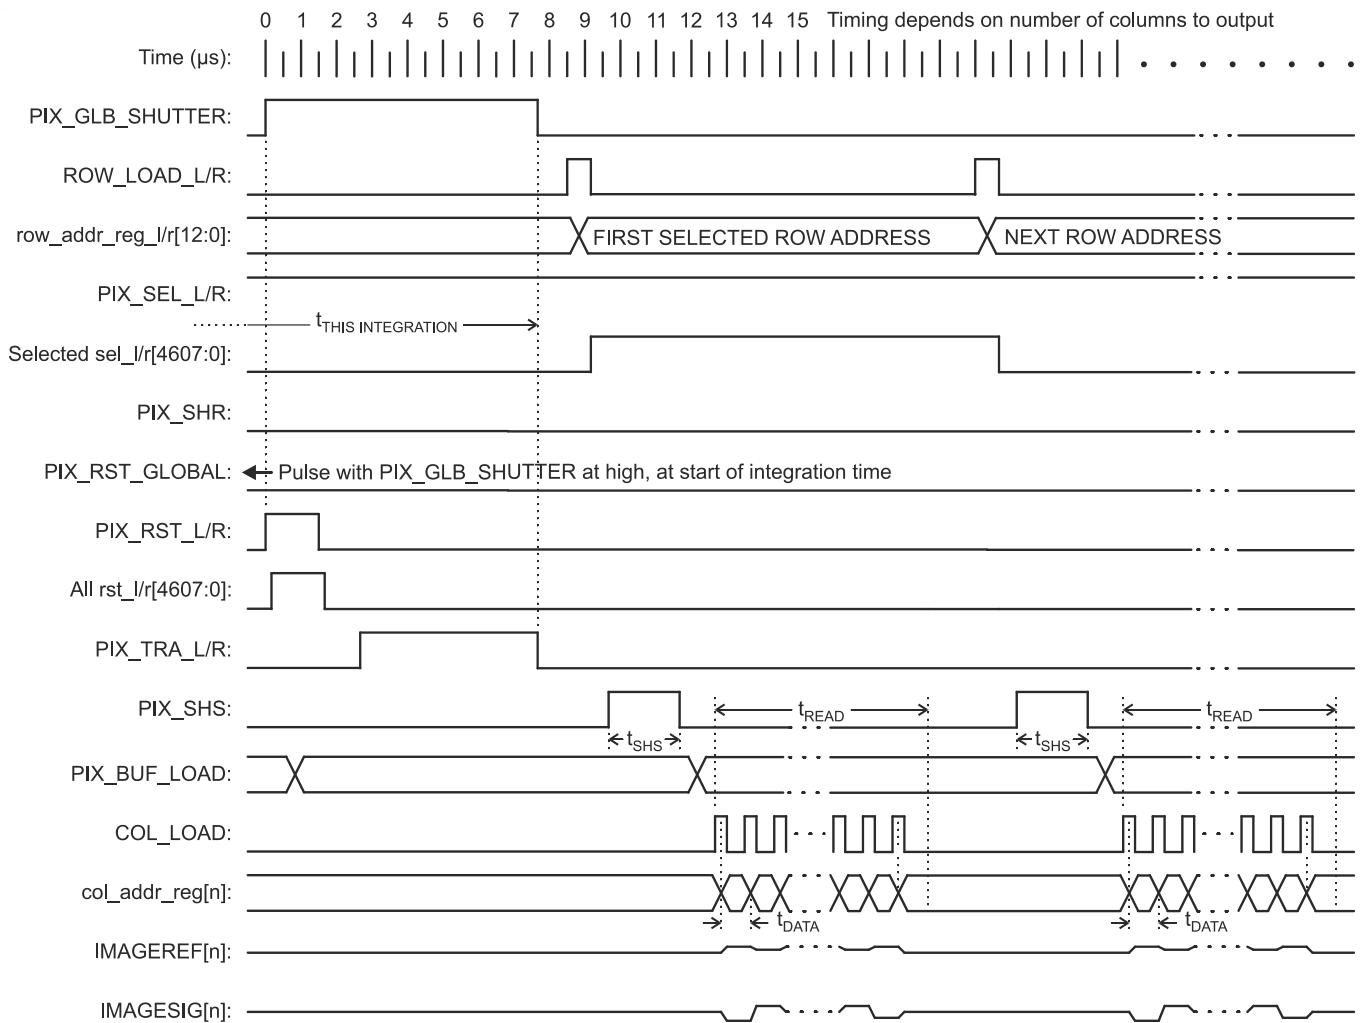 0 1 2 3 4 5 6 7 8 9 10 11 12 13 14 15 Timing depends on number of columns to output
Time (µs):
PIX_GLB_SHUTTER:
ROW_LOAD_L/R:
row_addr_reg_l/r[12:0]: FIRST SELECTED ROW ADDRESS NEXT ROW ADDRESS
PIX_SEL_L/R:
tTHIS INTEGRATION
Selected sel_l/r[4607:0]:
PIX_SHR:
PIX_RST_GLOBAL: Pulse with PIX_GLB_SHUTTER at high, at start of integration time
PIX_RST_L/R:
All rst_l/r[4607:0]:
PIX_TRA_L/R:
PIX_SHS: tREAD tREAD
tSHS tSHS
PIX_BUF_LOAD:
COL_LOAD:
col_addr_reg[n]:
tDATA tDATA
IMAGEREF[n]:
IMAGESIG[n]: